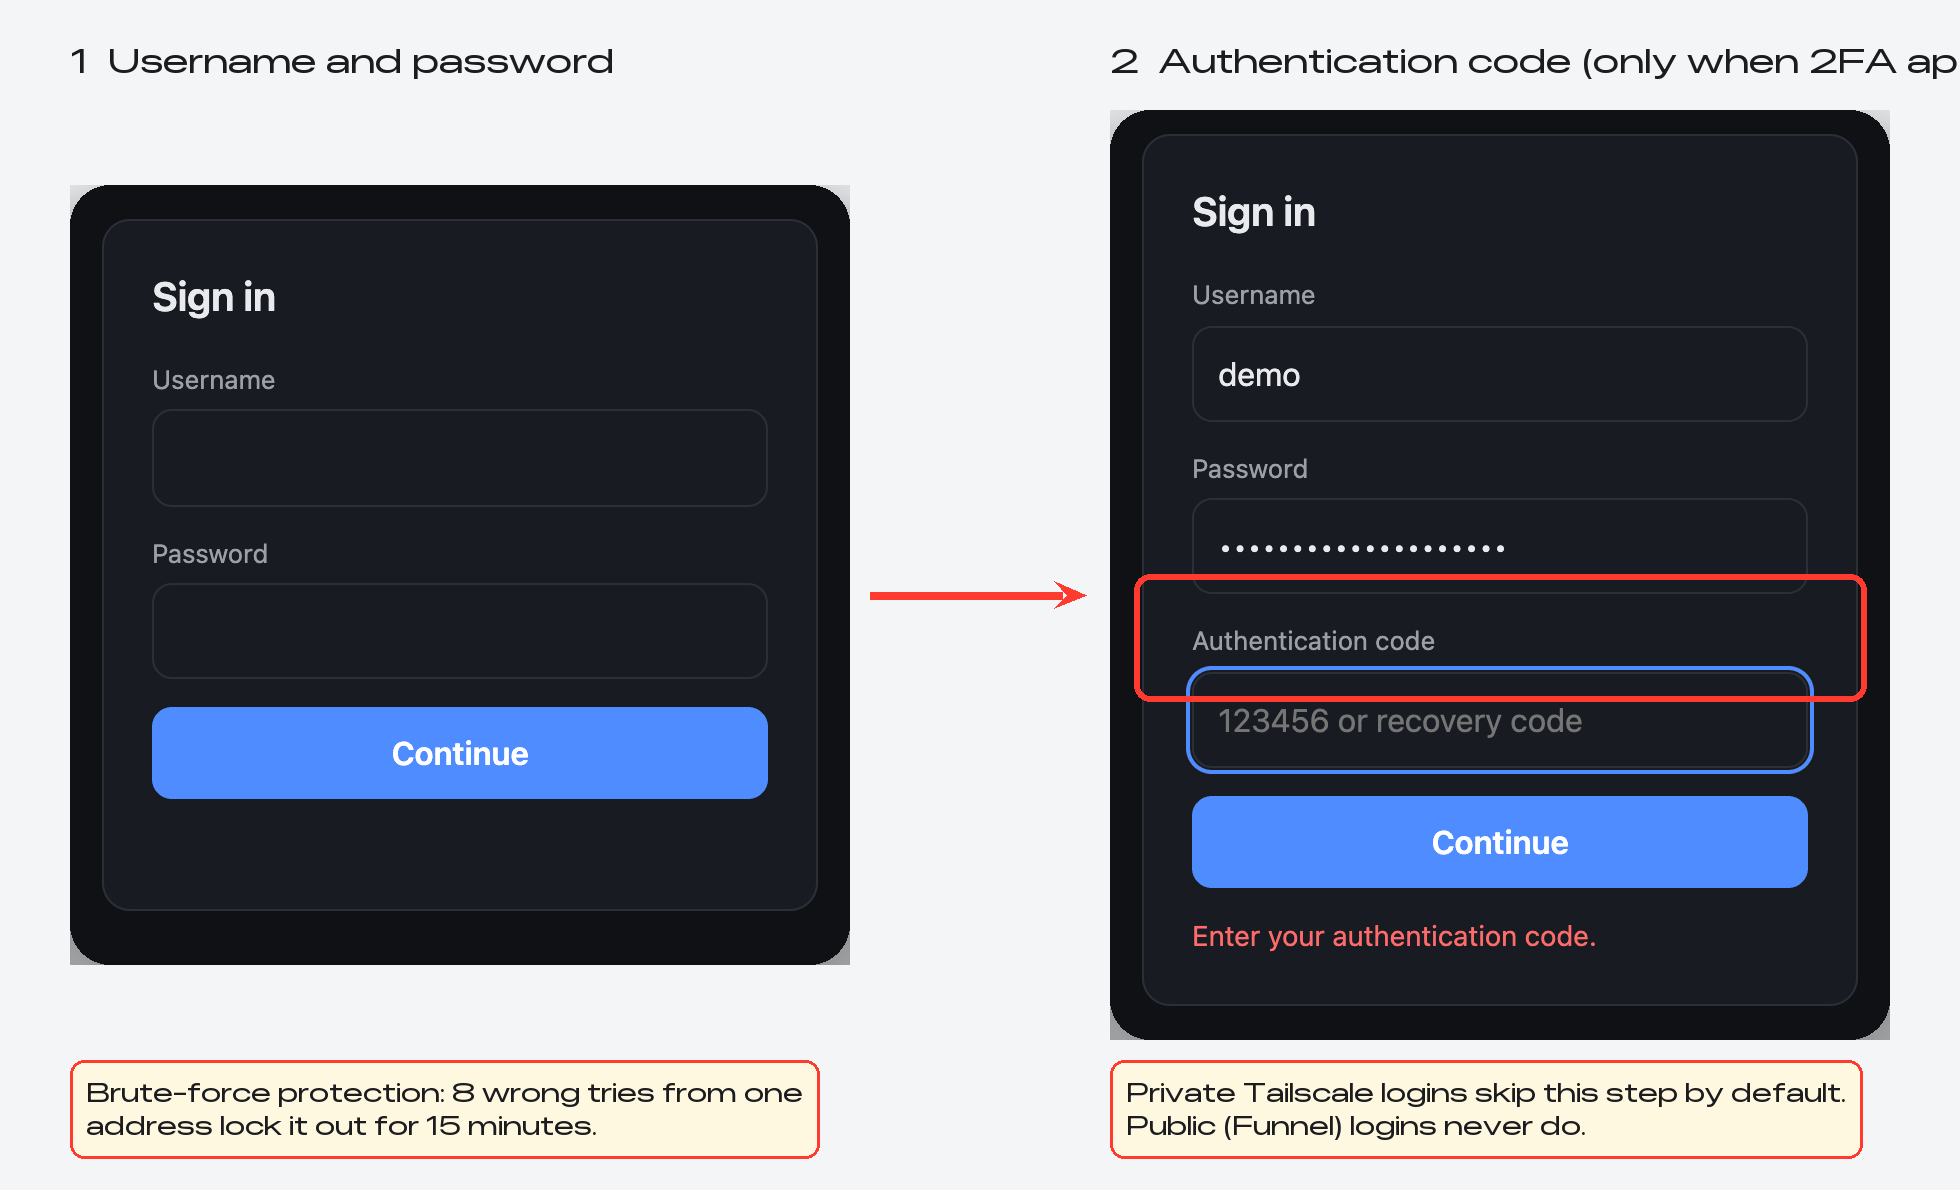 1 Username and password
Sign in
Username
Password
Continue
Brute-force protection: 8 wrong tries from one
address lock it out for 15 minutes.
2 Authentication code (only when 2FA ap
Sign in
Username
demo
Password
••••••••••••••••••••
Authentication code
123456 or recovery code
Continue
Enter your authentication code.
Private Tailscale logins skip this step by default.
Public (Funnel) logins never do.